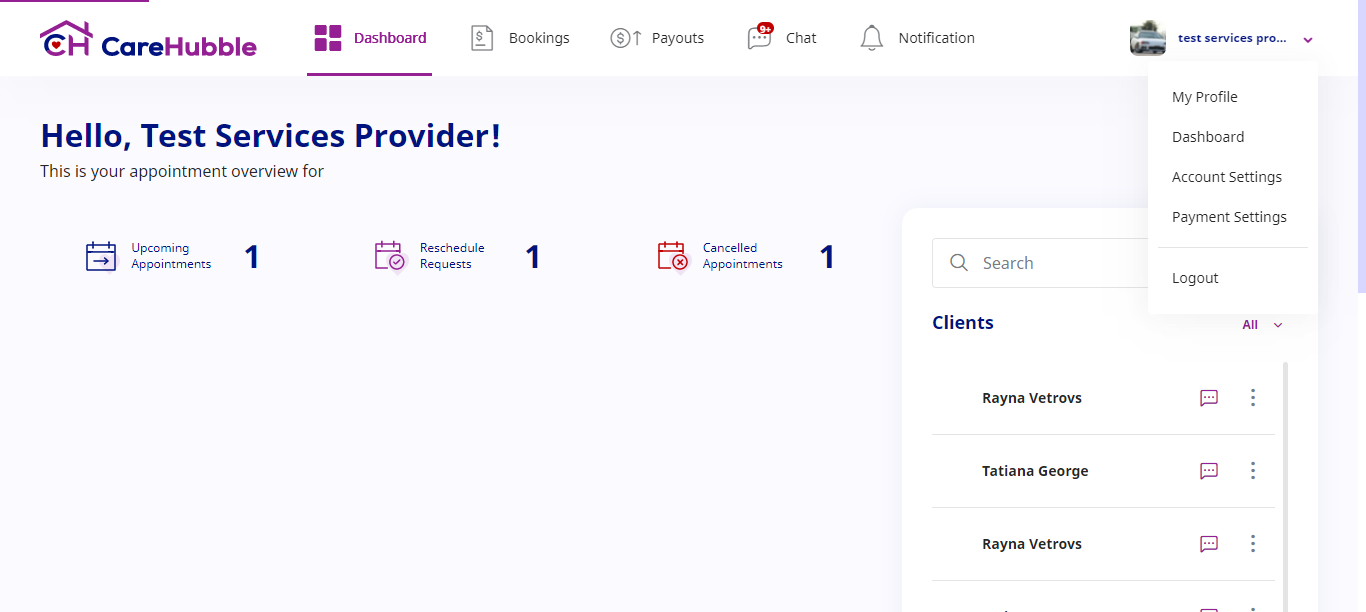 CH CareHubble
Dashboard
Bookings
Payouts
9+
Chat
Notification
test services pro...
My Profile
Dashboard
Account Settings
Payment Settings
Logout
Hello, Test Services Provider!
This is your appointment overview for
Upcoming
Appointments
1
Reschedule
Requests
1
Cancelled
Appointments
1
Search
Clients
All
Rayna Vetrovs
Tatiana George
Rayna Vetrovs